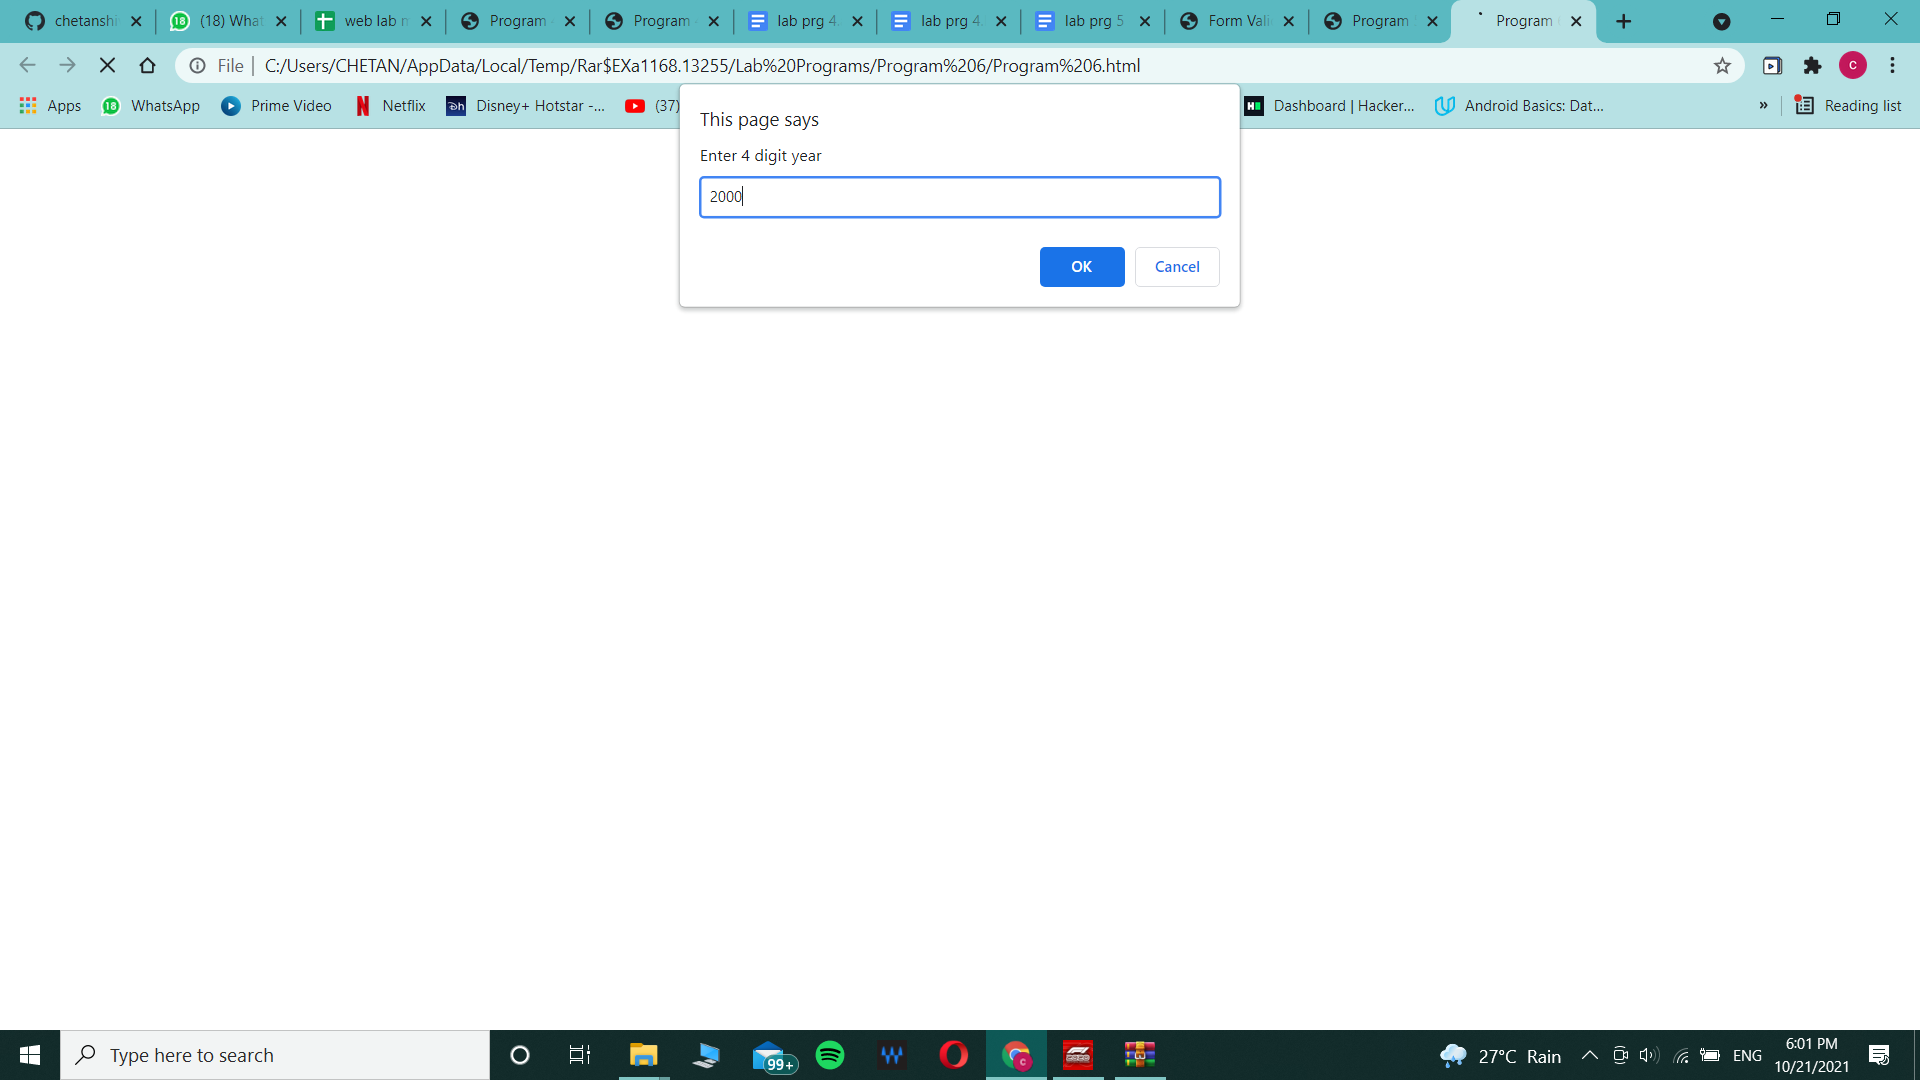 chetanshi
(18) What
web lab m
Program
Program
lab prg 4.
lab prg 4.
lab prg 5
Form Vali
Program
Program
File
C:/Users/CHETAN/AppData/Local/Temp/Rar$EXa1168.13255/Lab%20Programs/Program%206/Program%206.html
C
Apps
18
WhatsApp
Prime Video
Netflix
Disney+ Hotstar -...
(37)
Dashboard | Hacker...
Android Basics: Dat...
»
Reading list
This page says
Enter 4 digit year
2000
OK
Cancel
Type here to search
99+
27°C Rain
ENG
6:01 PM
10/21/2021